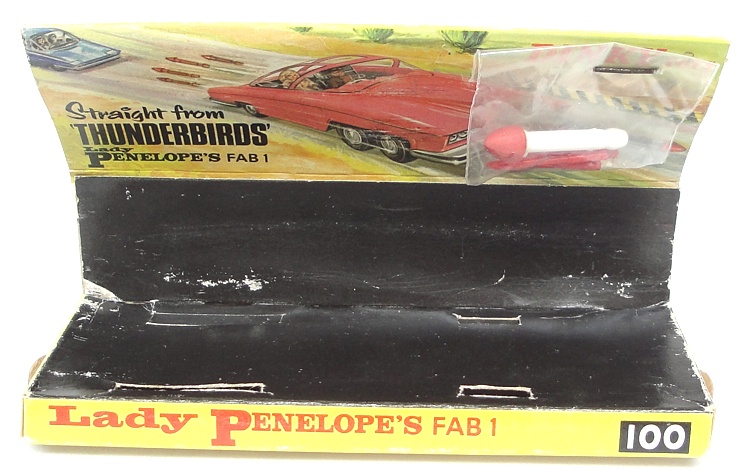 Straight from
'THUNDERBIRDS'
Lady
PENELOPE'S FAB 1
Lady PENELOPE'S FAB 1
100